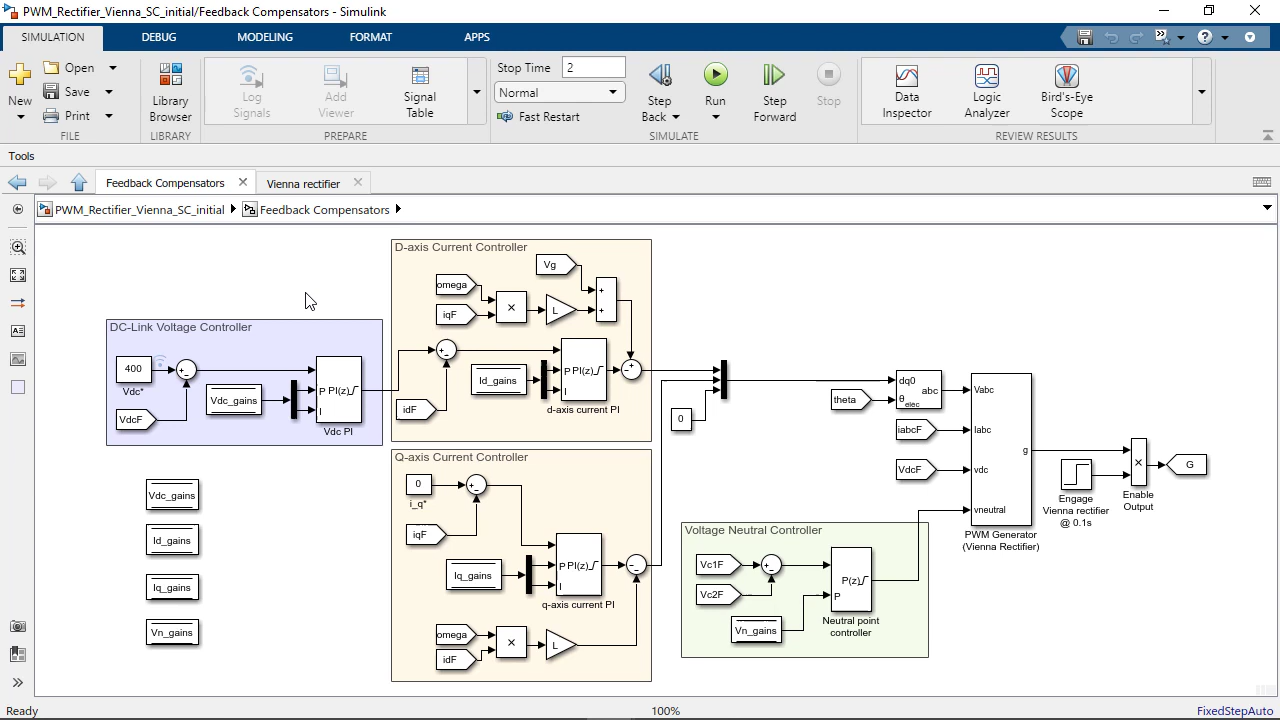 PWM_Rectifier_Vienna_SC_initial/Feedback Compensators - Simulink
SIMULATION DEBUG MODELING FORMAT APPS
New
Open
Save
Print
FILE
Library Browser
LIBRARY
Log Signals
Add Viewer
Signal Table
PREPARE
Stop Time 2
Normal
Fast Restart
Step Back
Run
Step Forward
Stop
SIMULATE
Data Inspector
Logic Analyzer
Bird's-Eye Scope
REVIEW RESULTS
Tools
Feedback Compensators
Vienna rectifier
PWM_Rectifier_Vienna_SC_initial
Feedback Compensators
DC-Link Voltage Controller
400
Vdc*
VdcF
Vdc_gains
P PI(z)
I
Vdc PI
D-axis Current Controller
Vg
omega
iqF
×
L
Id_gains
P PI(z)
I
d-axis current PI
idF
Q-axis Current Controller
0
i_q*
iqF
Iq_gains
P PI(z)
I
q-axis current PI
omega
idF
×
L
Vdc_gains
Id_gains
Iq_gains
Vn_gains
0
theta
dq0
abc
θelec
iabcF
VdcF
Vabc
Iabc
vdc
vneutral
g
PWM Generator
(Vienna Rectifier)
Engage
Vienna rectifier
@ 0.1s
×
Enable
Output
G
Voltage Neutral Controller
Vc1F
Vc2F
Vn_gains
P(z)
P
Neutral point
controller
Ready
100%
FixedStepAuto